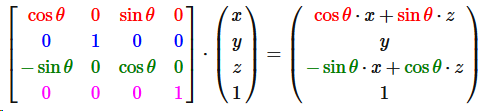 cos θ 0 sin θ 0 x cos θ · x + sin θ · z
0 1 0 0 · y = y
− sin θ 0 cos θ 0 z − sin θ · x + cos θ · z
0 0 0 1 1 1